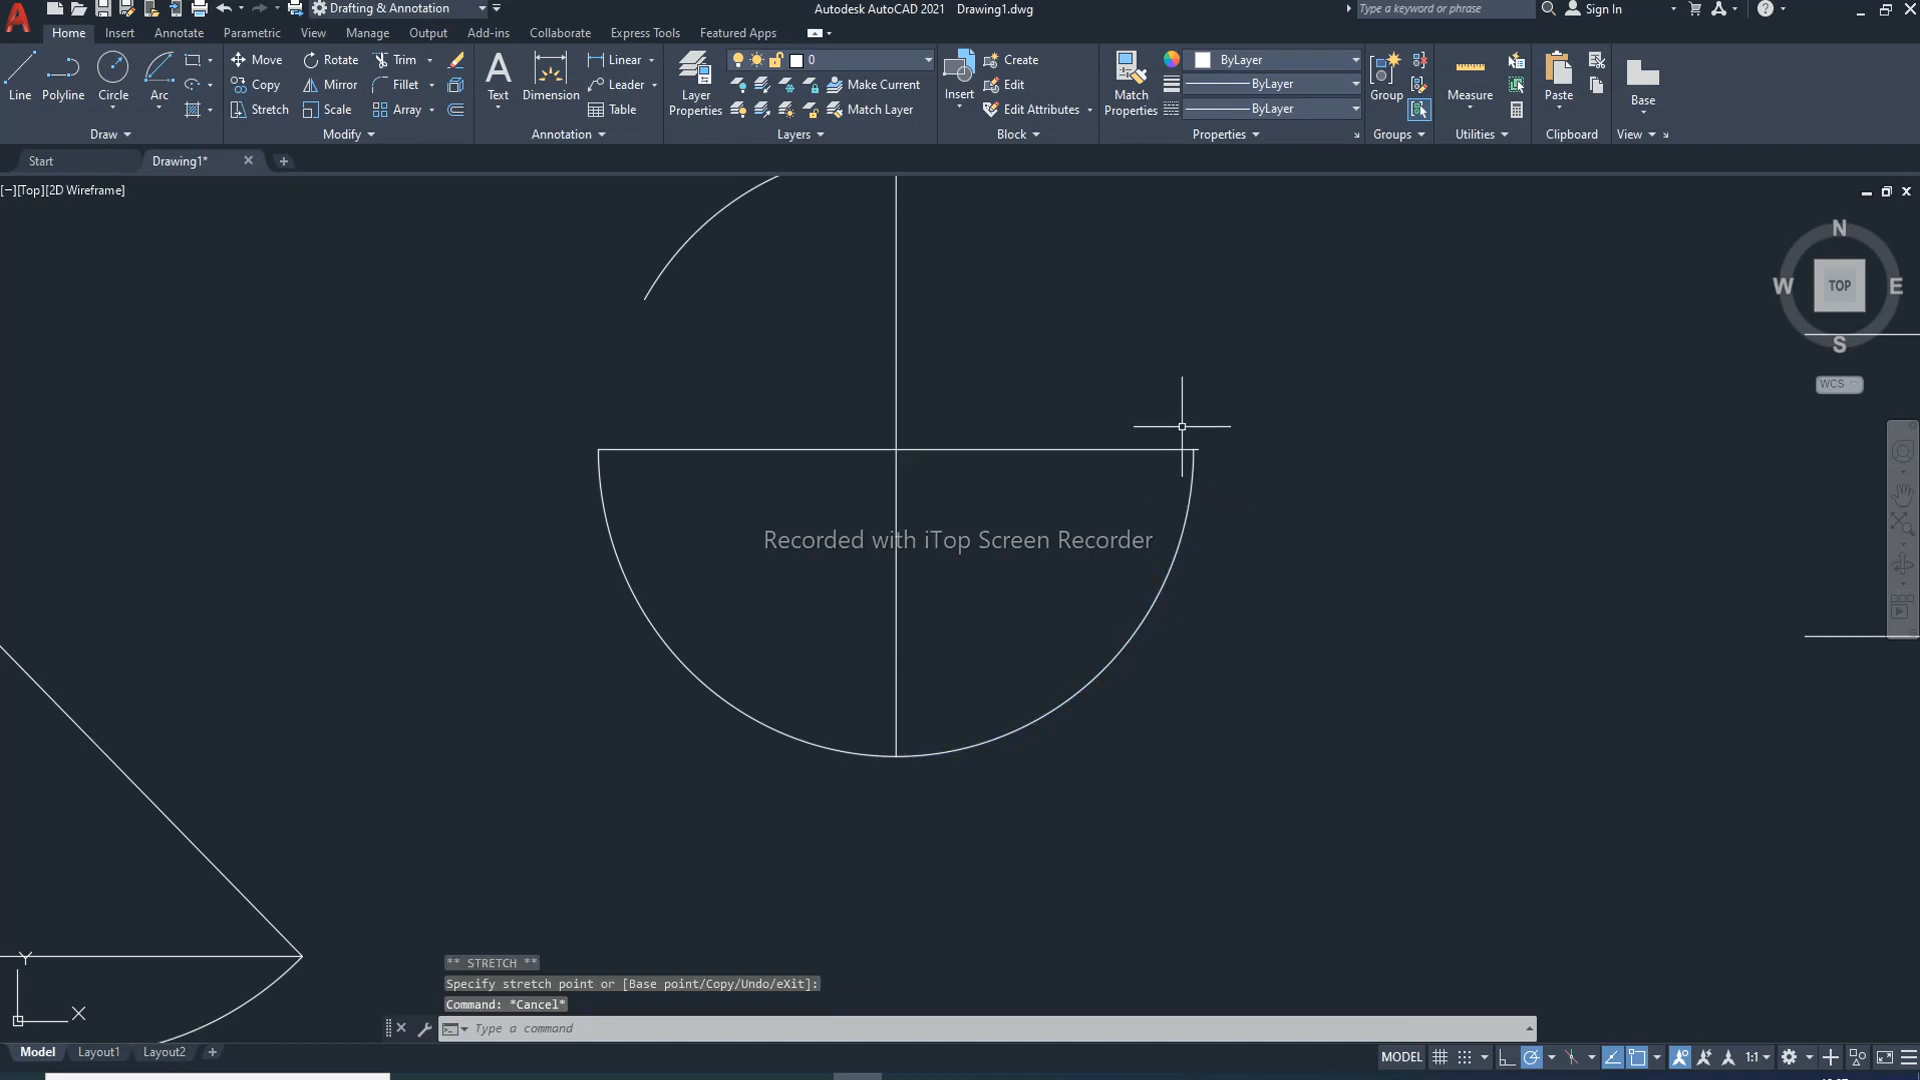 Drafting & Annotation
Autodesk AutoCAD 2021 Drawing1.dwg
Type a keyword or phrase
Sign In
Home Insert Annotate Parametric View Manage Output Add-ins Collaborate Express Tools Featured Apps
Line Polyline Circle Arc
Move Rotate Trim
Copy Mirror Fillet
Stretch Scale Array
Text Dimension
Linear
Leader
Table
Layer Properties
0
Make Current
Match Layer
Insert
Create
Edit
Edit Attributes
Match Properties
ByLayer
ByLayer
ByLayer
Group
Measure
Paste
Base
Draw Modify Annotation Layers Block Properties Groups Utilities Clipboard View
Start Drawing1*
[−][Top][2D Wireframe]
N
W TOP E
S
WCS
Recorded with iTop Screen Recorder
** STRETCH **
Specify stretch point or [Base point/Copy/Undo/eXit]:
Command: *Cancel*
Type a command
Y
X
Model Layout1 Layout2
MODEL
1:1